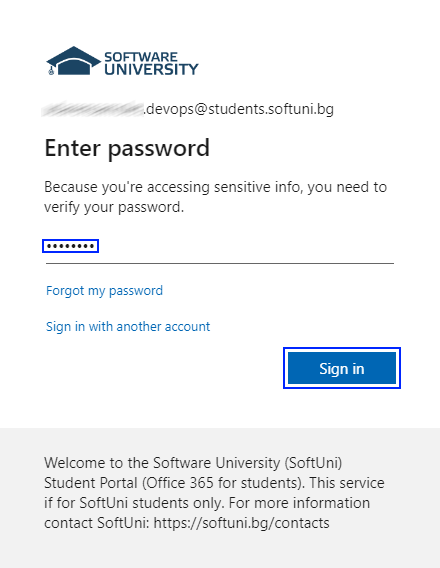 SOFTWARE
UNIVERSITY
.devops@students.softuni.bg
Enter password
Because you're accessing sensitive info, you need to
verify your password.
••••••••
Forgot my password
Sign in with another account
Sign in
Welcome to the Software University (SoftUni)
Student Portal (Office 365 for students). This service
if for SoftUni students only. For more information
contact SoftUni: https://softuni.bg/contacts